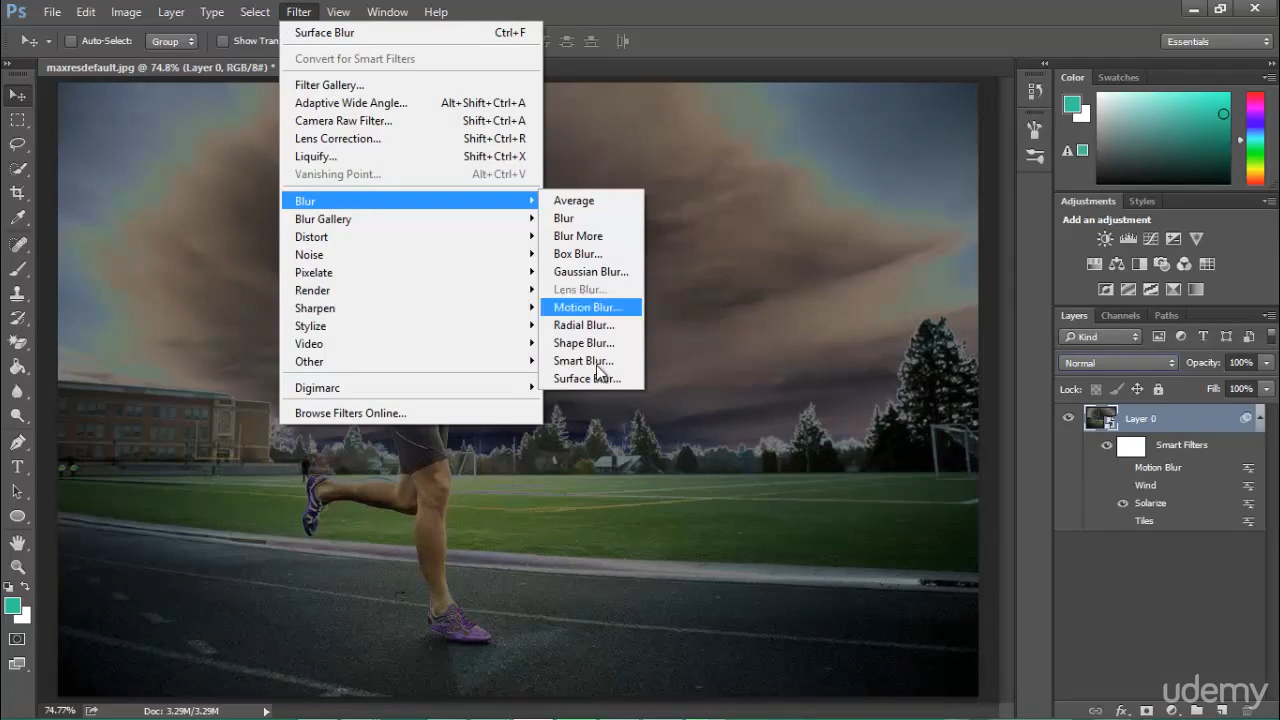 Ps File Edit Image Layer Type Select Filter View Window Help
Auto-Select: Group Show Tran
Essentials
maxresdefault.jpg @ 74.8% (Layer 0, RGB/8#) *
Surface Blur Ctrl+F
Convert for Smart Filters
Filter Gallery...
Adaptive Wide Angle... Alt+Shift+Ctrl+A
Camera Raw Filter... Shift+Ctrl+A
Lens Correction... Shift+Ctrl+R
Liquify... Shift+Ctrl+X
Vanishing Point... Alt+Ctrl+V
Blur
Blur Gallery
Distort
Noise
Pixelate
Render
Sharpen
Stylize
Video
Other
Digimarc
Browse Filters Online...
Average
Blur
Blur More
Box Blur...
Gaussian Blur...
Lens Blur...
Motion Blur...
Radial Blur...
Shape Blur...
Smart Blur...
Surface Blur...
Color Swatches
Adjustments Styles
Add an adjustment
Layers Channels Paths
Kind
Normal Opacity: 100%
Lock: Fill: 100%
Layer 0
Smart Filters
Motion Blur
Wind
Solarize
Tiles
74.77% Doc: 3.29M/3.29M
fx
udemy